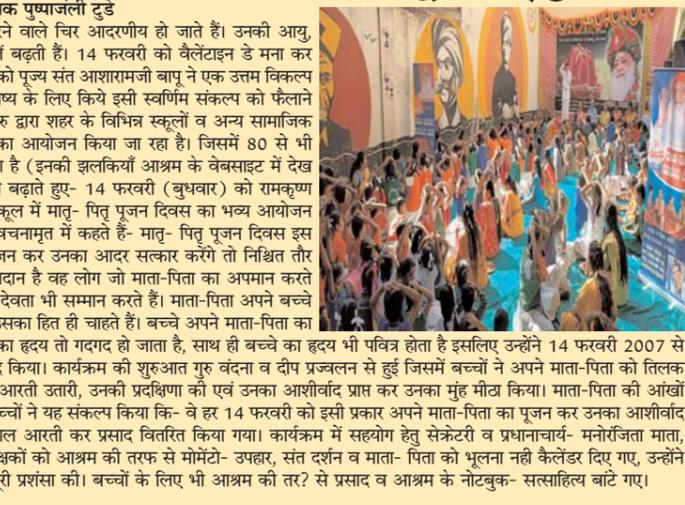 क पुष्पाजंली टुडे
रने वाले चिर आदरणीय हो जाते हैं। उनकी आयु,
ं बढ़ती हैं। 14 फरवरी को वैलेंटाइन डे मना कर
को पूज्य संत आशारामजी बापू ने एक उत्तम विकल्प
ष्य के लिए किये इसी स्वर्णिम संकल्प को फैलाने
रु द्वारा शहर के विभिन्न स्कूलों व अन्य सामाजिक
का आयोजन किया जा रहा है। जिसमें 80 से भी
ा है (इनकी झलकियाँ आश्रम के वेबसाइट में देख
ा बढ़ाते हुए- 14 फरवरी (बुधवार) को रामकृष्ण
कूल में मातृ- पितृ पूजन दिवस का भव्य आयोजन
वचनामृत में कहते हैं- मातृ- पितृ पूजन दिवस इस
जन कर उनका आदर सत्कार करेंगे तो निश्चित तौर
दान है वह लोग जो माता-पिता का अपमान करते
देवता भी सम्मान करते हैं। माता-पिता अपने बच्चे
उसका हित ही चाहते हैं। बच्चे अपने माता-पिता का
का हृदय तो गदगद हो जाता है, साथ ही बच्चे का हृदय भी पवित्र होता है इसलिए उन्होंने 14 फरवरी 2007 से
द किया। कार्यक्रम की शुरुआत गुरु वंदना व दीप प्रज्वलन से हुई जिसमें बच्चों ने अपने माता-पिता को तिलक
आरती उतारी, उनकी प्रदक्षिणा की एवं उनका आशीर्वाद प्राप्त कर उनका मुंह मीठा किया। माता-पिता की आंखों
च्चों ने यह संकल्प किया कि- वे हर 14 फरवरी को इसी प्रकार अपने माता-पिता का पूजन कर उनका आशीर्वाद
ाल आरती कर प्रसाद वितरित किया गया। कार्यक्रम में सहयोग हेतु सेक्रेटरी व प्रधानाचार्य- मनोरंजिता माता,
क्षकों को आश्रम की तरफ से मोमेंटो- उपहार, संत दर्शन व माता- पिता को भूलना नही कैलेंडर दिए गए, उन्होंने
री प्रशंसा की। बच्चों के लिए भी आश्रम की तर? से प्रसाद व आश्रम के नोटबुक- सत्साहित्य बांटे गए।